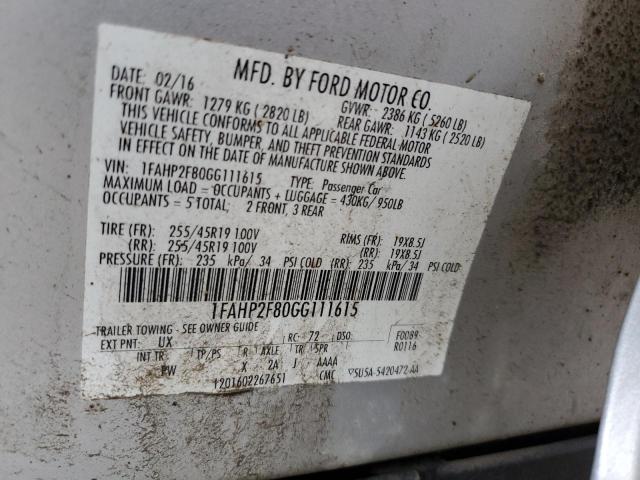 MFD. BY FORD MOTOR CO.
DATE: 02/16 GVWR: 2386 KG (5260 LB)
FRONT GAWR: 1279 KG (2820 LB) REAR GAWR: 1143 KG (2520 LB)
THIS VEHICLE CONFORMS TO ALL APPLICABLE FEDERAL MOTOR
VEHICLE SAFETY, BUMPER, AND THEFT PREVENTION STANDARDS
IN EFFECT ON THE DATE OF MANUFACTURE SHOWN ABOVE.
VIN: 1FAHP2F80GG111615 TYPE: Passenger Car
MAXIMUM LOAD = OCCUPANTS + LUGGAGE = 430KG/950LB
OCCUPANTS = 5 TOTAL; 2 FRONT, 3 REAR
TIRE (FR): 255/45R19 100V RIMS (FR): 19X8.5J
(RR): 255/45R19 100V (RR): 19X8.5J
PRESSURE (FR): 235 kPa/ 34 PSI COLD (RR): 235 kPa/34 PSI COLD
1FAHP2F80GG111615
TRAILER TOWING - SEE OWNER GUIDE
EXT PNT: UX RC: 72 DSO: F0089
R0116
INT TR TP/PS R AXLE TR SPR
PW X 2A J AAAA
1201602267651 CMC 5U5A-5420472-AA